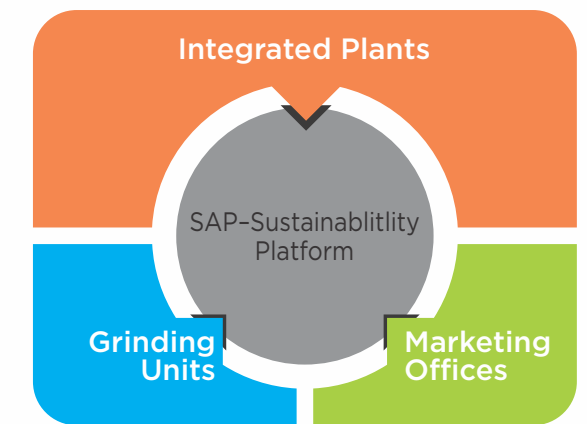 Integrated Plants
SAP–Sustainablitlity
Platform
Grinding
Units
Marketing
Offices